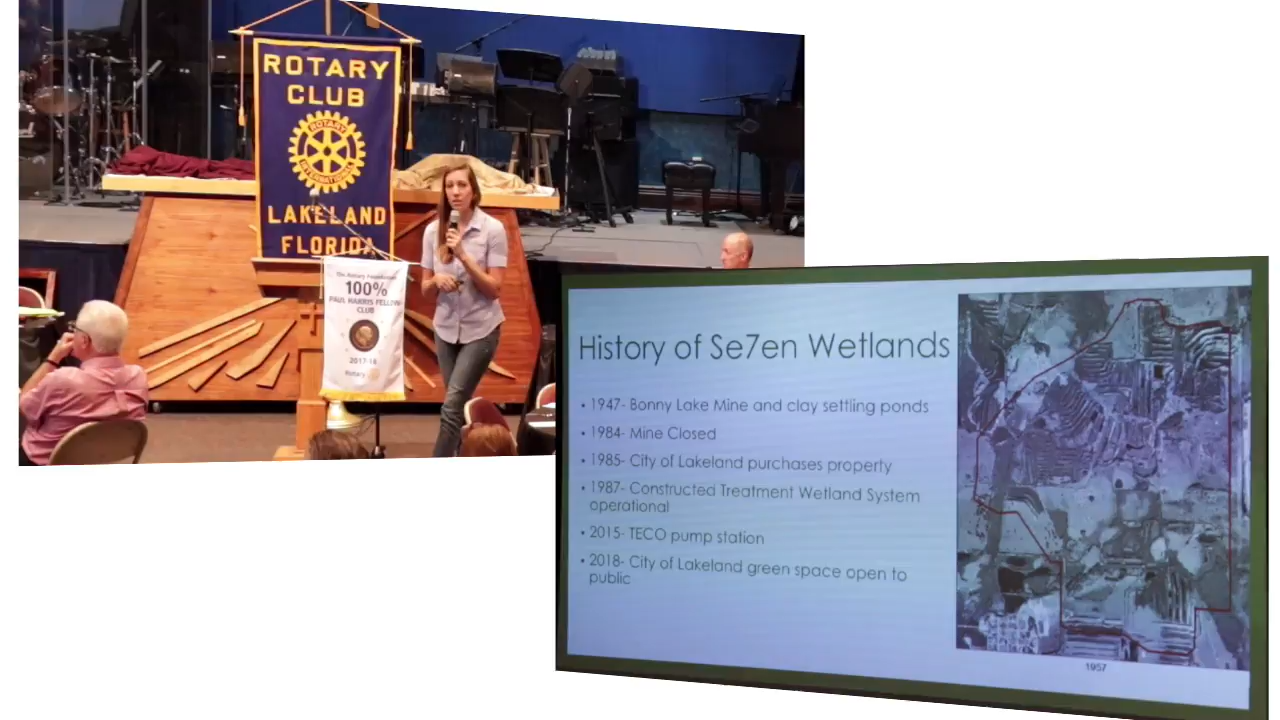 ROTARY
CLUB
ROTARY
INTERNATIONAL
LAKELAND
FLORIDA
The Rotary Foundation
100%
PAUL HARRIS FELLOW
CLUB
2017-18
Rotary
History of Se7en Wetlands
• 1947- Bonny Lake Mine and clay settling ponds
• 1984- Mine Closed
• 1985- City of Lakeland purchases property
• 1987- Constructed Treatment Wetland System
operational
• 2015- TECO pump station
• 2018- City of Lakeland green space open to
public
1957